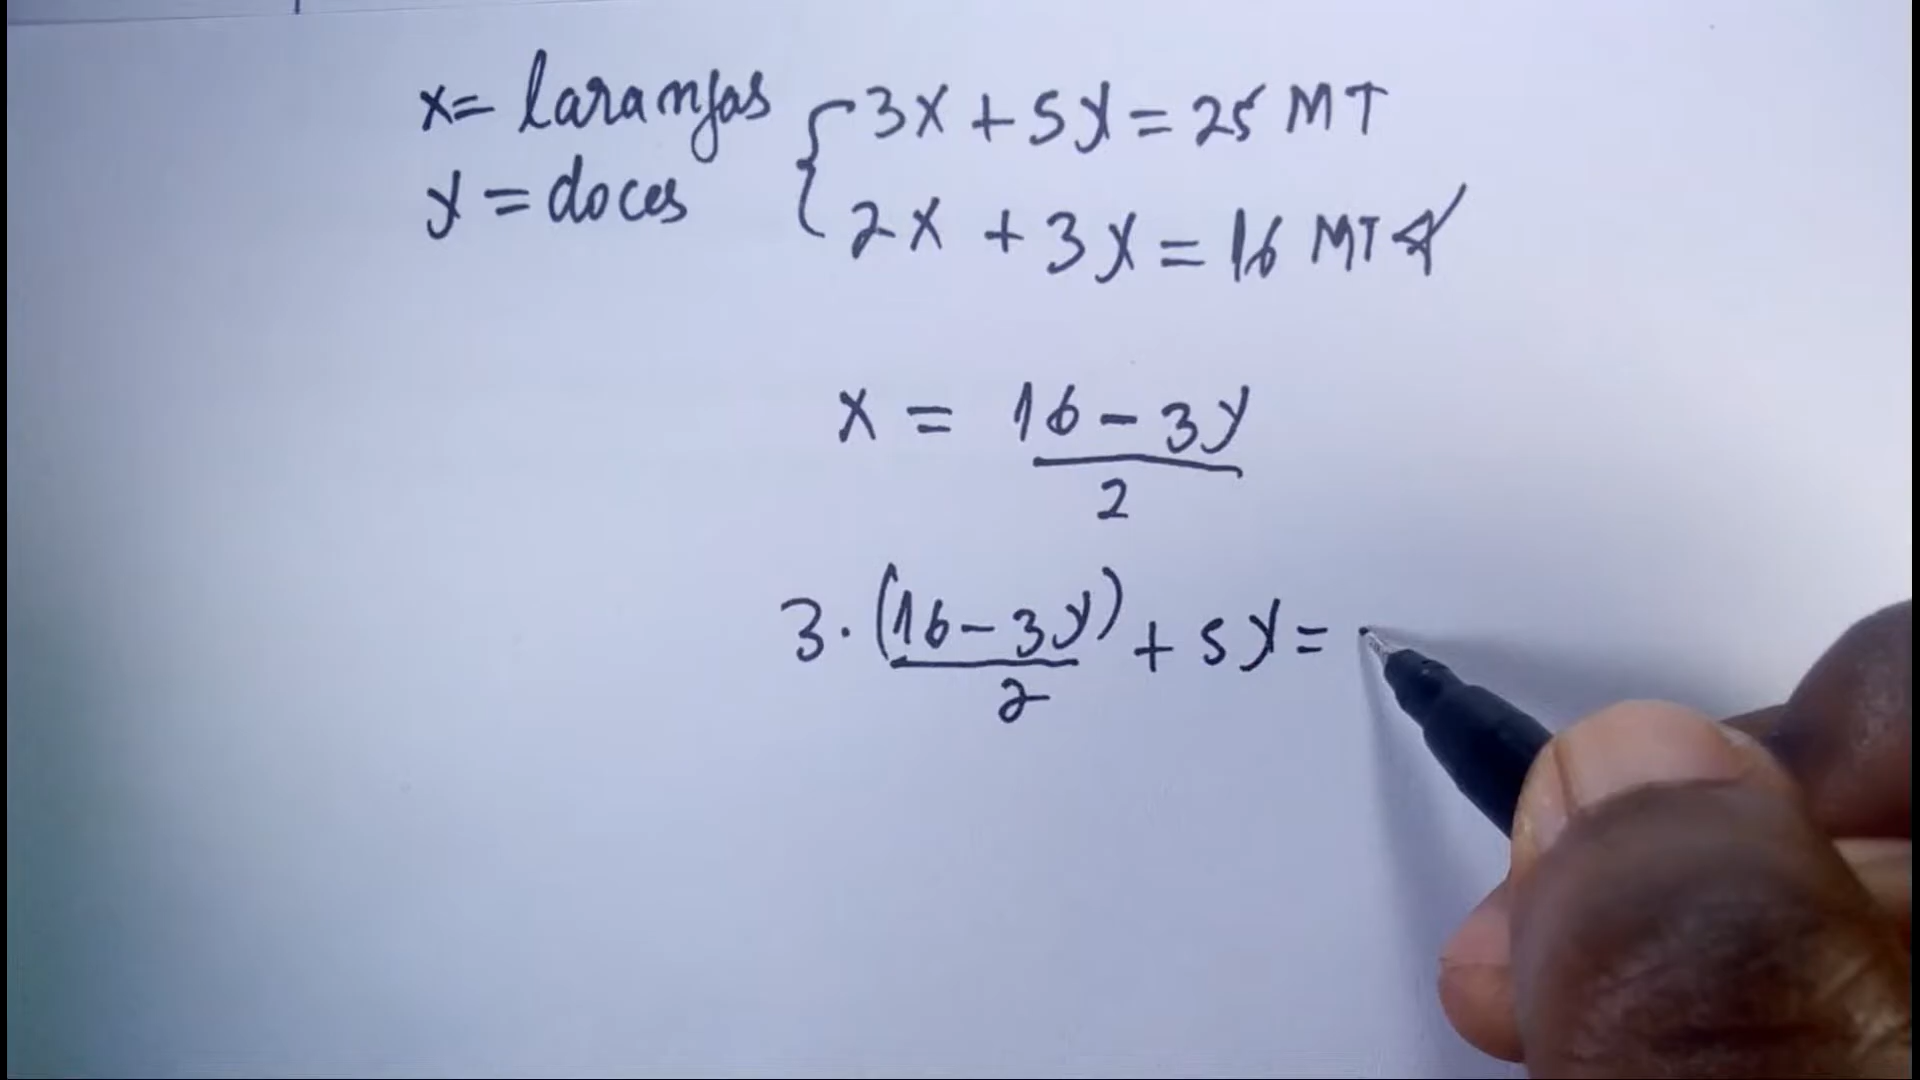 x = laranjas
y = doces
3x + 5y = 25 MT
2x + 3y = 16 MT
x = 16 - 3y
2
3 · (16 - 3y) + 5y =
2